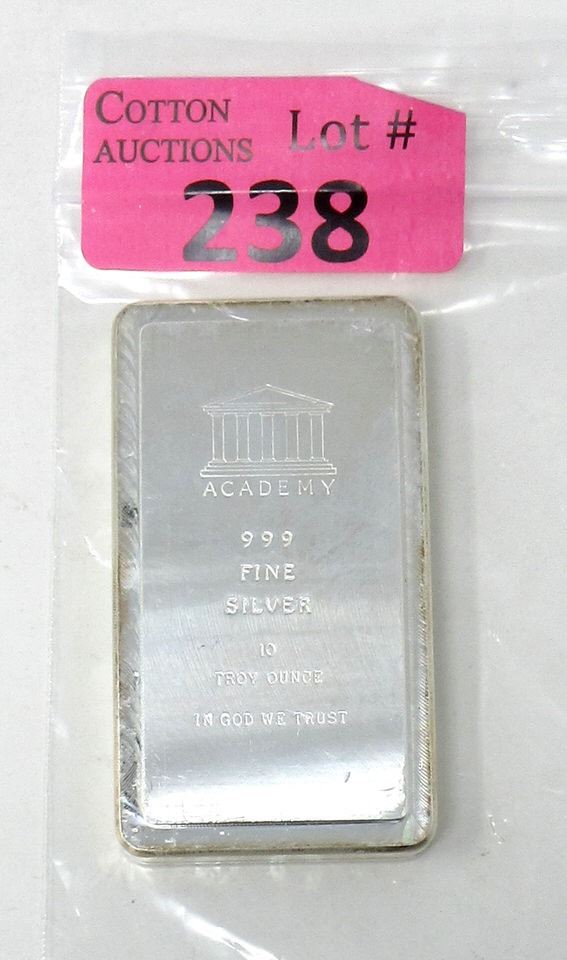 COTTON
AUCTIONS
Lot #
238
ACADEMY
999
FINE
SILVER
10
TROY OUNCE
IN GOD WE TRUST